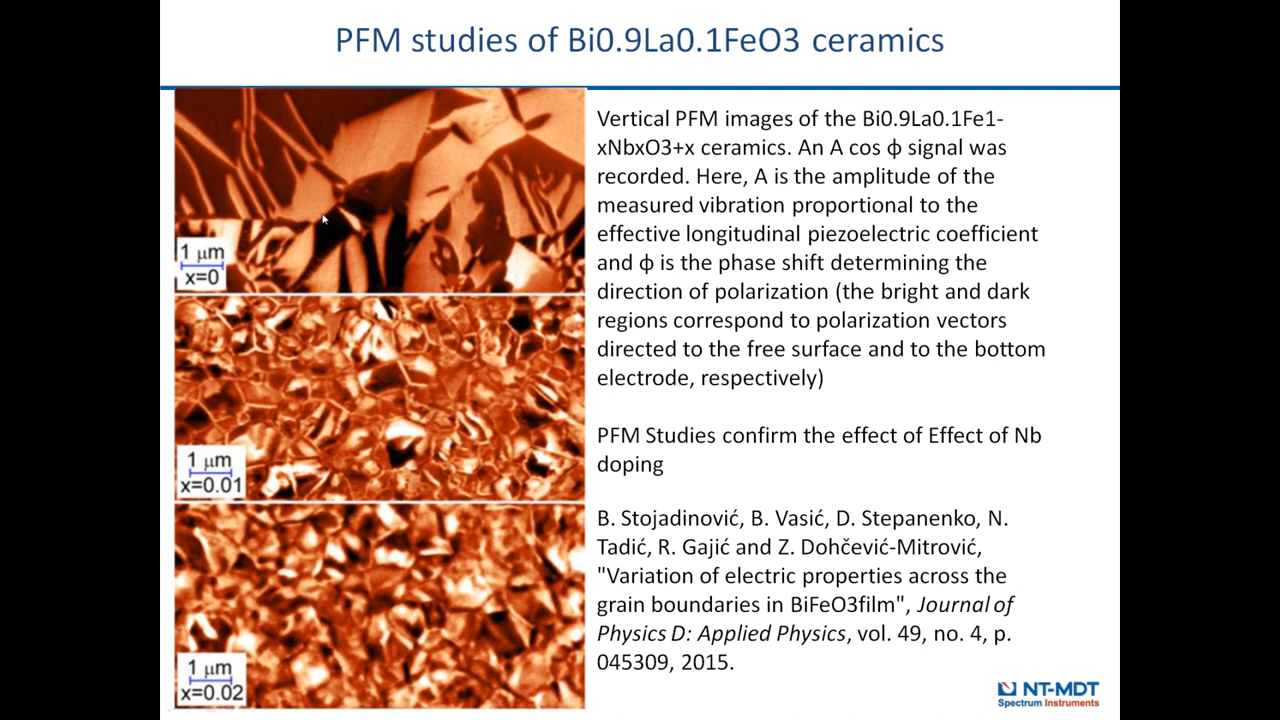 PFM studies of Bi0.9La0.1FeO3 ceramics
1 μm
x=0
1 μm
x=0.01
1 μm
x=0.02
Vertical PFM images of the Bi0.9La0.1Fe1-
xNbxO3+x ceramics. An A cos ϕ signal was
recorded. Here, A is the amplitude of the
measured vibration proportional to the
effective longitudinal piezoelectric coefficient
and ϕ is the phase shift determining the
direction of polarization (the bright and dark
regions correspond to polarization vectors
directed to the free surface and to the bottom
electrode, respectively)
PFM Studies confirm the effect of Effect of Nb
doping
B. Stojadinović, B. Vasić, D. Stepanenko, N.
Tadić, R. Gajić and Z. Dohčević-Mitrović,
"Variation of electric properties across the
grain boundaries in BiFeO3film", Journal of
Physics D: Applied Physics, vol. 49, no. 4, p.
045309, 2015.
NT-MDT
Spectrum Instruments